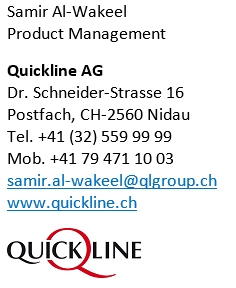 Samir Al-Wakeel
Product Management
Quickline AG
Dr. Schneider-Strasse 16
Postfach, CH-2560 Nidau
Tel. +41 (32) 559 99 99
Mob. +41 79 471 10 03
samir.al-wakeel@qlgroup.ch
www.quickline.ch
QUICKLINE